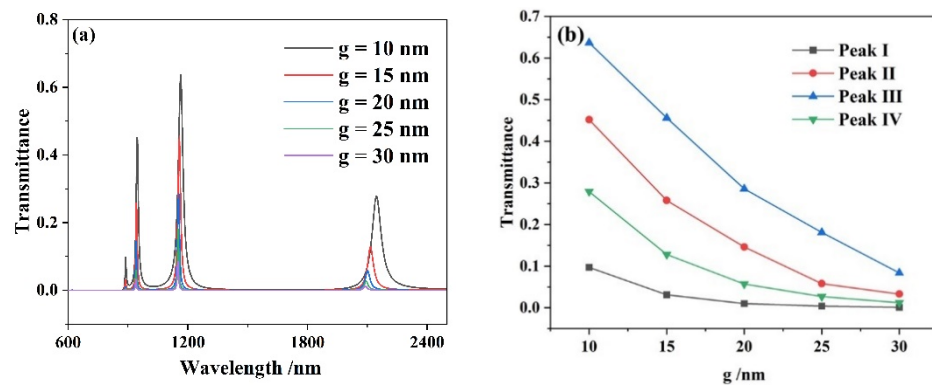 (a)
g = 10 nm
g = 15 nm
g = 20 nm
g = 25 nm
g = 30 nm
Transmittance
0.8
0.6
0.4
0.2
0.0
600
1200
1800
2400
Wavelength /nm
(b)
Peak I
Peak II
Peak III
Peak IV
Transmittance
0.7
0.6
0.5
0.4
0.3
0.2
0.1
0.0
10
15
20
25
30
g /nm